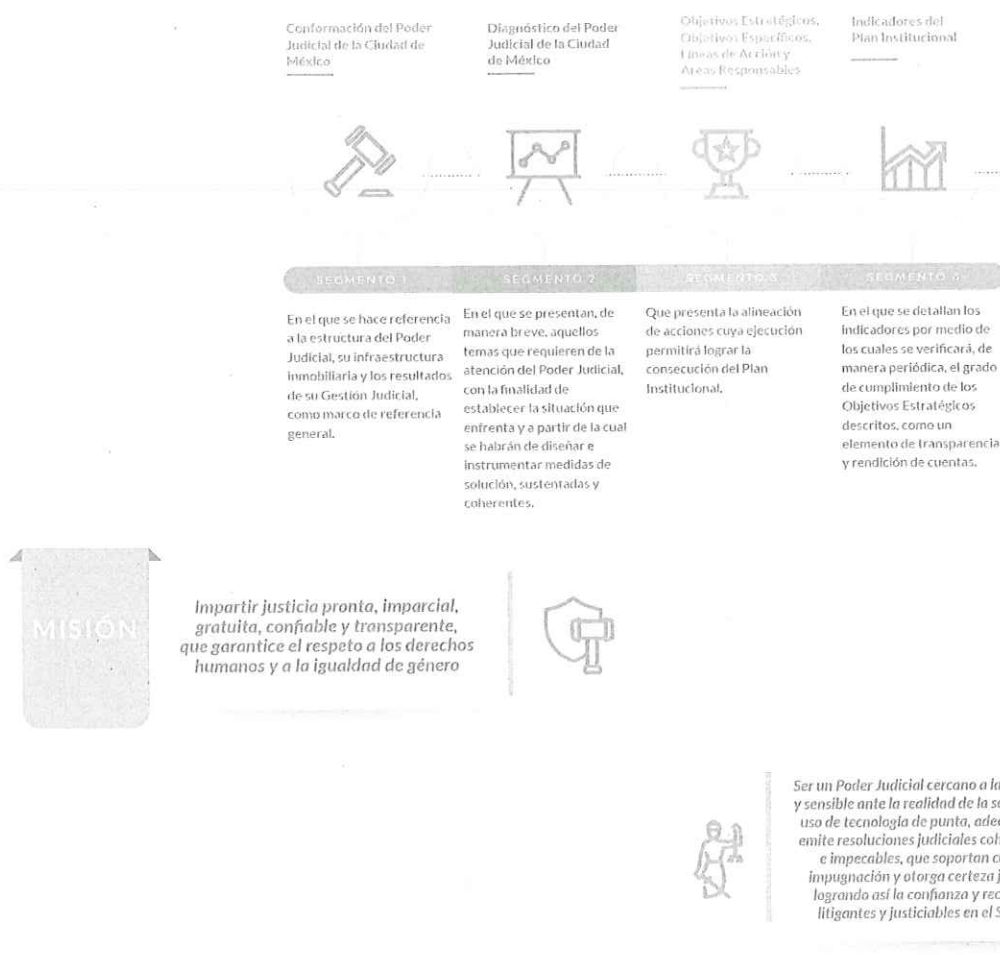 Conformación del Poder
Judicial de la Ciudad de
México
Diagnóstico del Poder
Judicial de la Ciudad
de México
Objetivos Estratégicos,
Objetivos Específicos,
Líneas de Acción y
Áreas Responsables
Indicadores del
Plan Institucional
SEGMENTO 1
SEGMENTO 2
SEGMENTO 3
SEGMENTO 4
En el que se hace referencia
a la estructura del Poder
Judicial, su infraestructura
inmobiliaria y los resultados
de su Gestión Judicial,
como marco de referencia
general.
En el que se presentan, de
manera breve, aquellos
temas que requieren de la
atención del Poder Judicial,
con la finalidad de
establecer la situación que
enfrenta y a partir de la cual
se habrán de diseñar e
instrumentar medidas de
solución, sustentadas y
coherentes.
Que presenta la alineación
de acciones cuya ejecución
permitirá lograr la
consecución del Plan
Institucional.
En el que se detallan los
indicadores por medio de
los cuales se verificará, de
manera periódica, el grado
de cumplimiento de los
Objetivos Estratégicos
descritos, como un
elemento de transparencia
y rendición de cuentas.
MISIÓN
Impartir justicia pronta, imparcial,
gratuita, confiable y transparente,
que garantice el respeto a los derechos
humanos y a la igualdad de género
Ser un Poder Judicial cercano a
y sensible ante la realidad de la
uso de tecnología de punta,
emite resoluciones judiciales
e impecables, que soportan
impugnación y otorga certeza
logrando así la confianza y
litigantes y justiciables en el